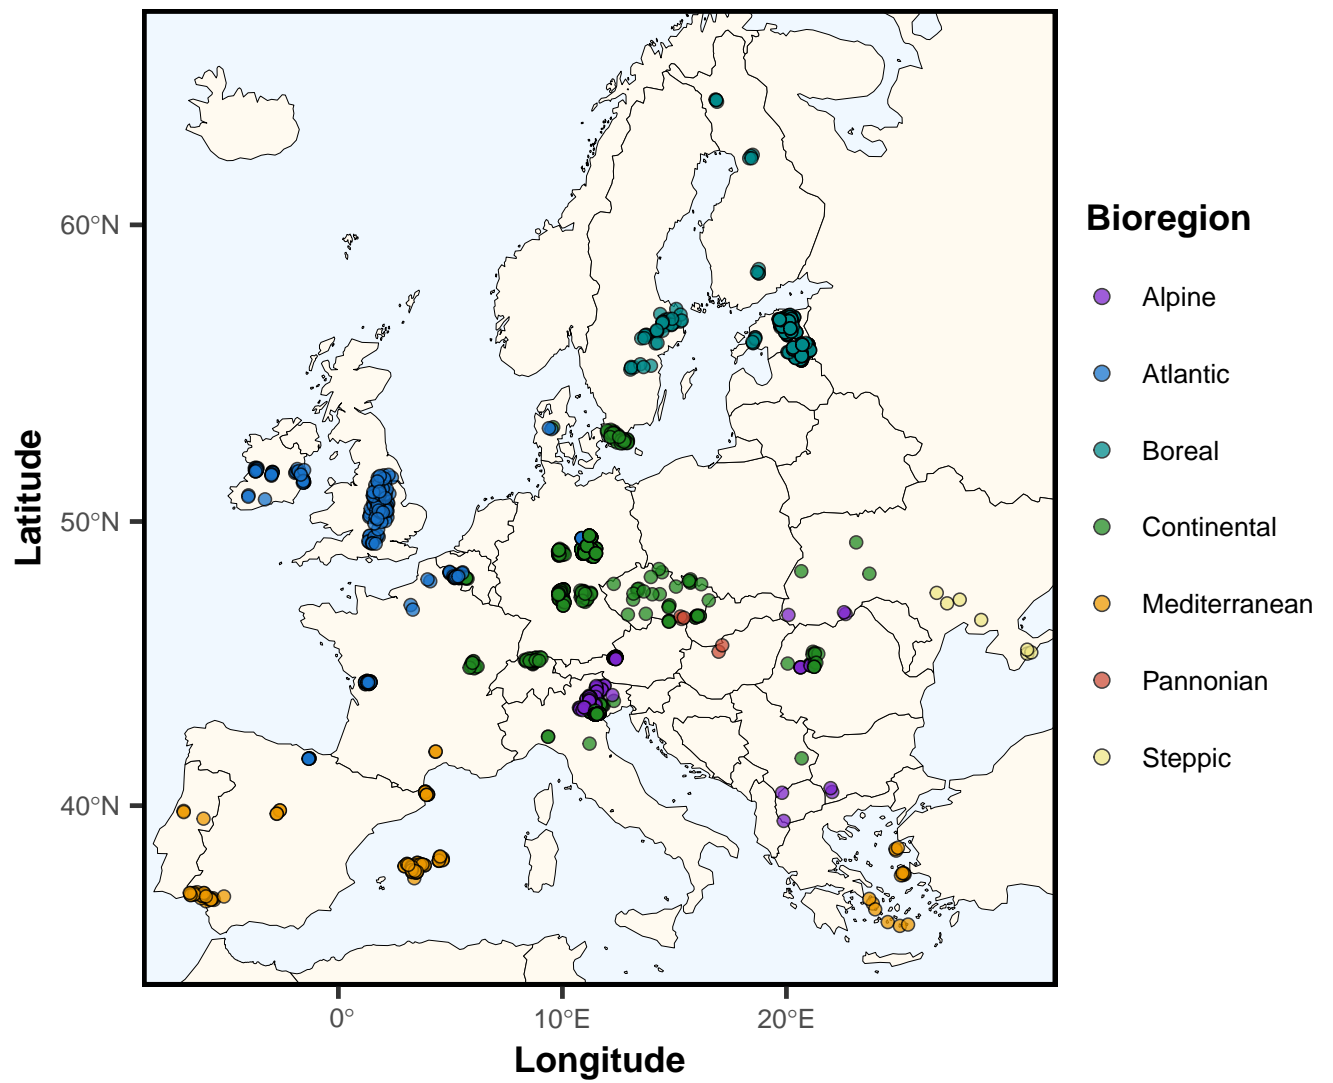 60°N
50°N
40°N
0°
10°E
20°E
Longitude
Latitude
Bioregion
Alpine
Atlantic
Boreal
Continental
Mediterranean
Pannonian
Steppic